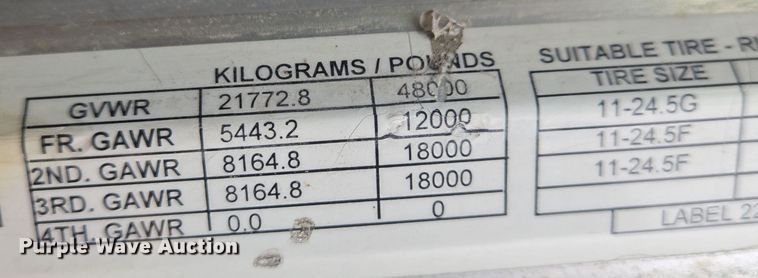 KILOGRAMS / POUNDS
GVWR 21772.8 48000
FR. GAWR 5443.2 12000
2ND. GAWR 8164.8 18000
3RD. GAWR 8164.8 18000
4TH. GAWR 0.0 0
SUITABLE TIRE - R
TIRE SIZE
11-24.5G
11-24.5F
11-24.5F
LABEL 22
Purple Wave Auction